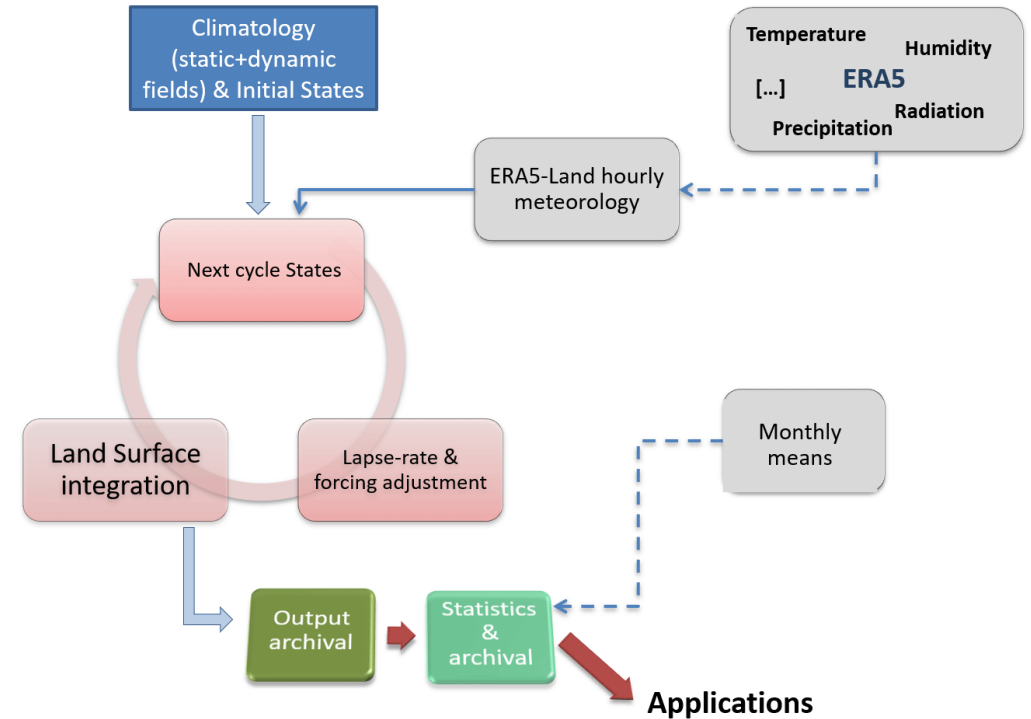 Climatology
(static+dynamic
fields) & Initial States
Temperature
Humidity
ERA5
[...]
Radiation
Precipitation
ERA5-Land hourly
meteorology
Next cycle States
Land Surface
integration
Lapse-rate &
forcing adjustment
Monthly
means
Output
archival
Statistics
&
archival
Applications